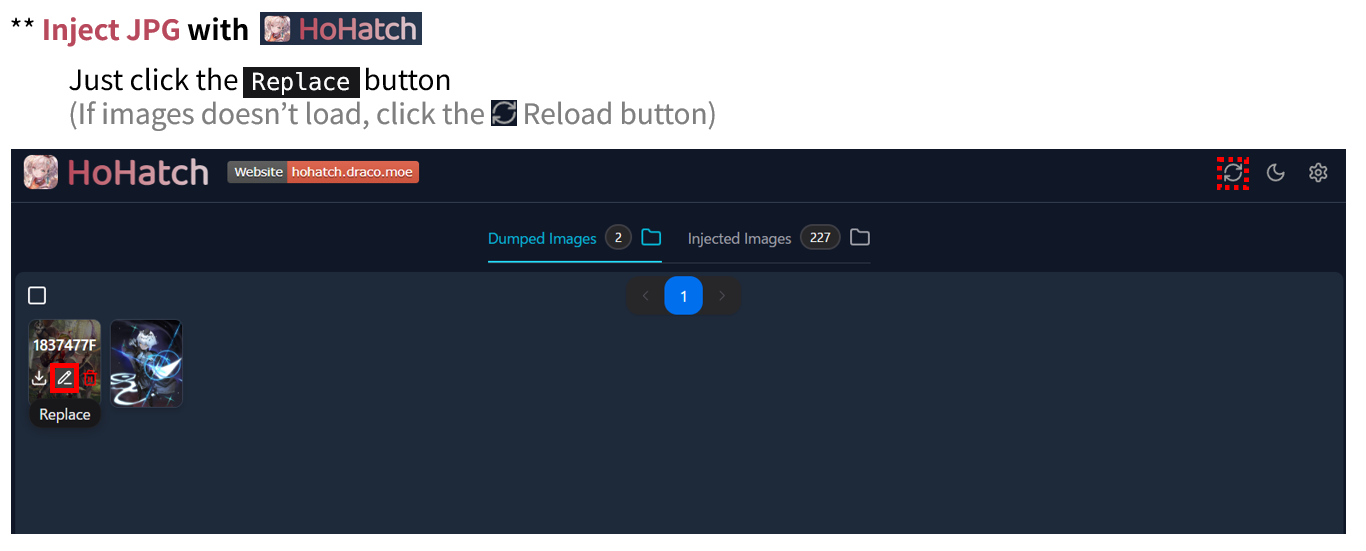 ** Inject JPG with HoHatch
Just click the Replace button
(If images doesn’t load, click the Reload button)
HoHatch Website hohatch.draco.moe
Dumped Images 2 Injected Images 227
1
1837477F
Replace